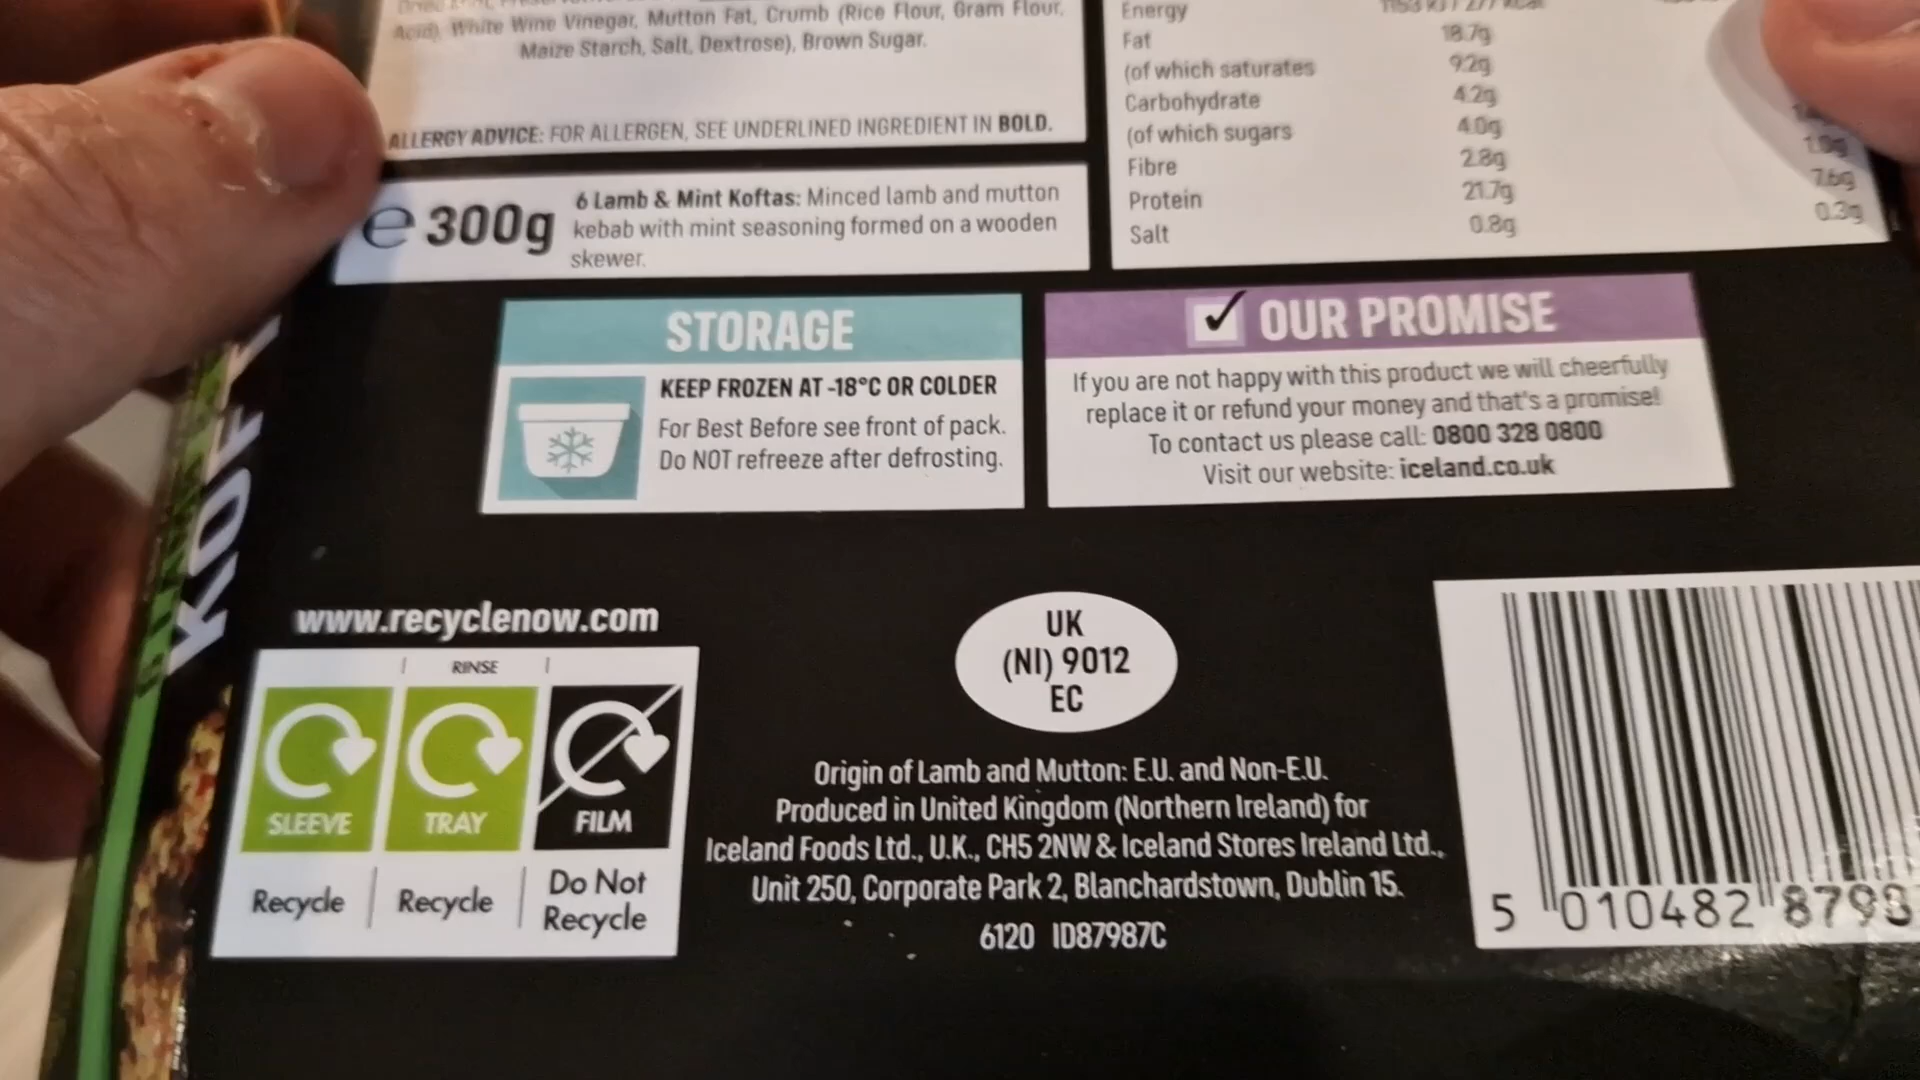 Acid), White Wine Vinegar, Mutton Fat, Crumb (Rice Flour, Gram Flour,
Maize Starch, Salt, Dextrose), Brown Sugar.
ALLERGY ADVICE: FOR ALLERGEN, SEE UNDERLINED INGREDIENT IN BOLD.
e 300g
6 Lamb & Mint Koftas: Minced lamb and mutton
kebab with mint seasoning formed on a wooden
skewer.
Energy
Fat 18.7g
(of which saturates 9.2g
Carbohydrate 4.2g
(of which sugars 4.0g
Fibre 2.8g 1.0g
Protein 21.7g 7.6g
Salt 0.8g 0.3g
STORAGE
KEEP FROZEN AT -18°C OR COLDER
For Best Before see front of pack.
Do NOT refreeze after defrosting.
OUR PROMISE
If you are not happy with this product we will cheerfully
replace it or refund your money and that's a promise!
To contact us please call: 0800 328 0800
Visit our website: iceland.co.uk
www.recyclenow.com
RINSE
SLEEVE TRAY FILM
Recycle Recycle Do Not
Recycle
UK
(NI) 9012
EC
Origin of Lamb and Mutton: E.U. and Non-E.U.
Produced in United Kingdom (Northern Ireland) for
Iceland Foods Ltd., U.K., CH5 2NW & Iceland Stores Ireland Ltd.,
Unit 250, Corporate Park 2, Blanchardstown, Dublin 15.
6120 ID87987C
5 010482 8798